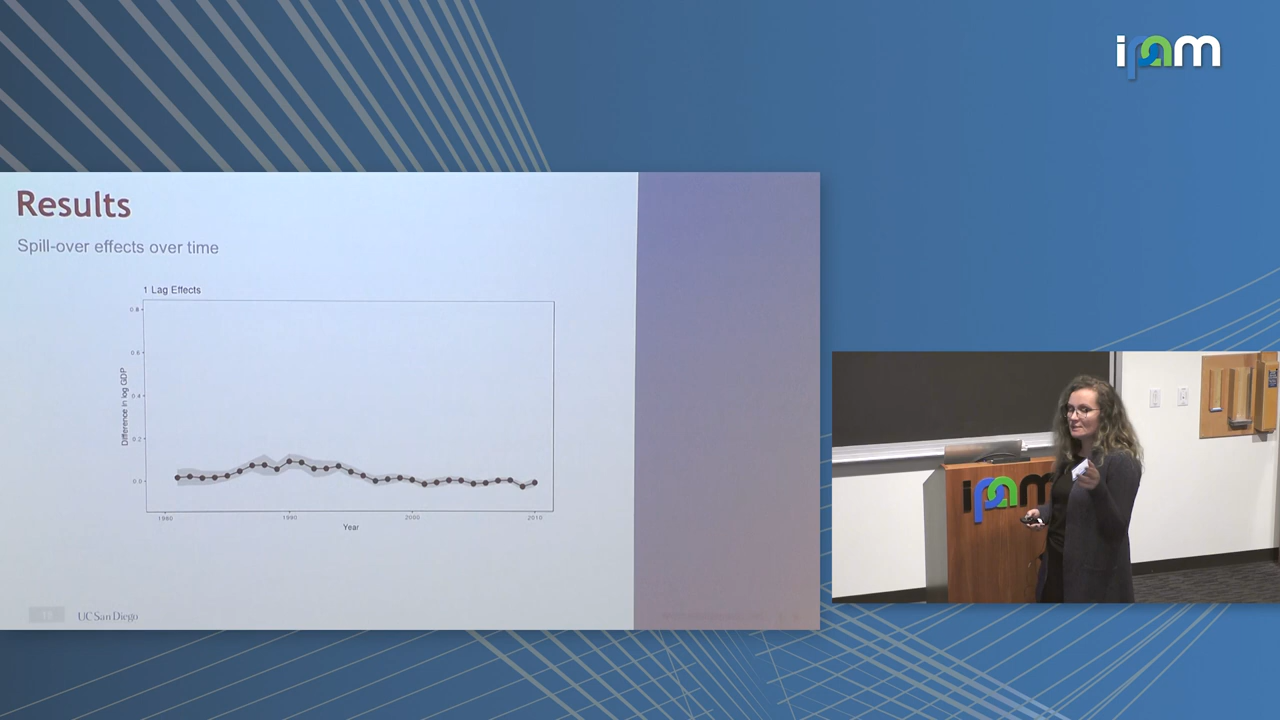 ipam
Results
Spill-over effects over time
1 Lag Effects
0.8
0.6
0.4
0.2
0.0
Difference in log GDP
1980
1990
2000
2010
Year
UC San Diego
ipam